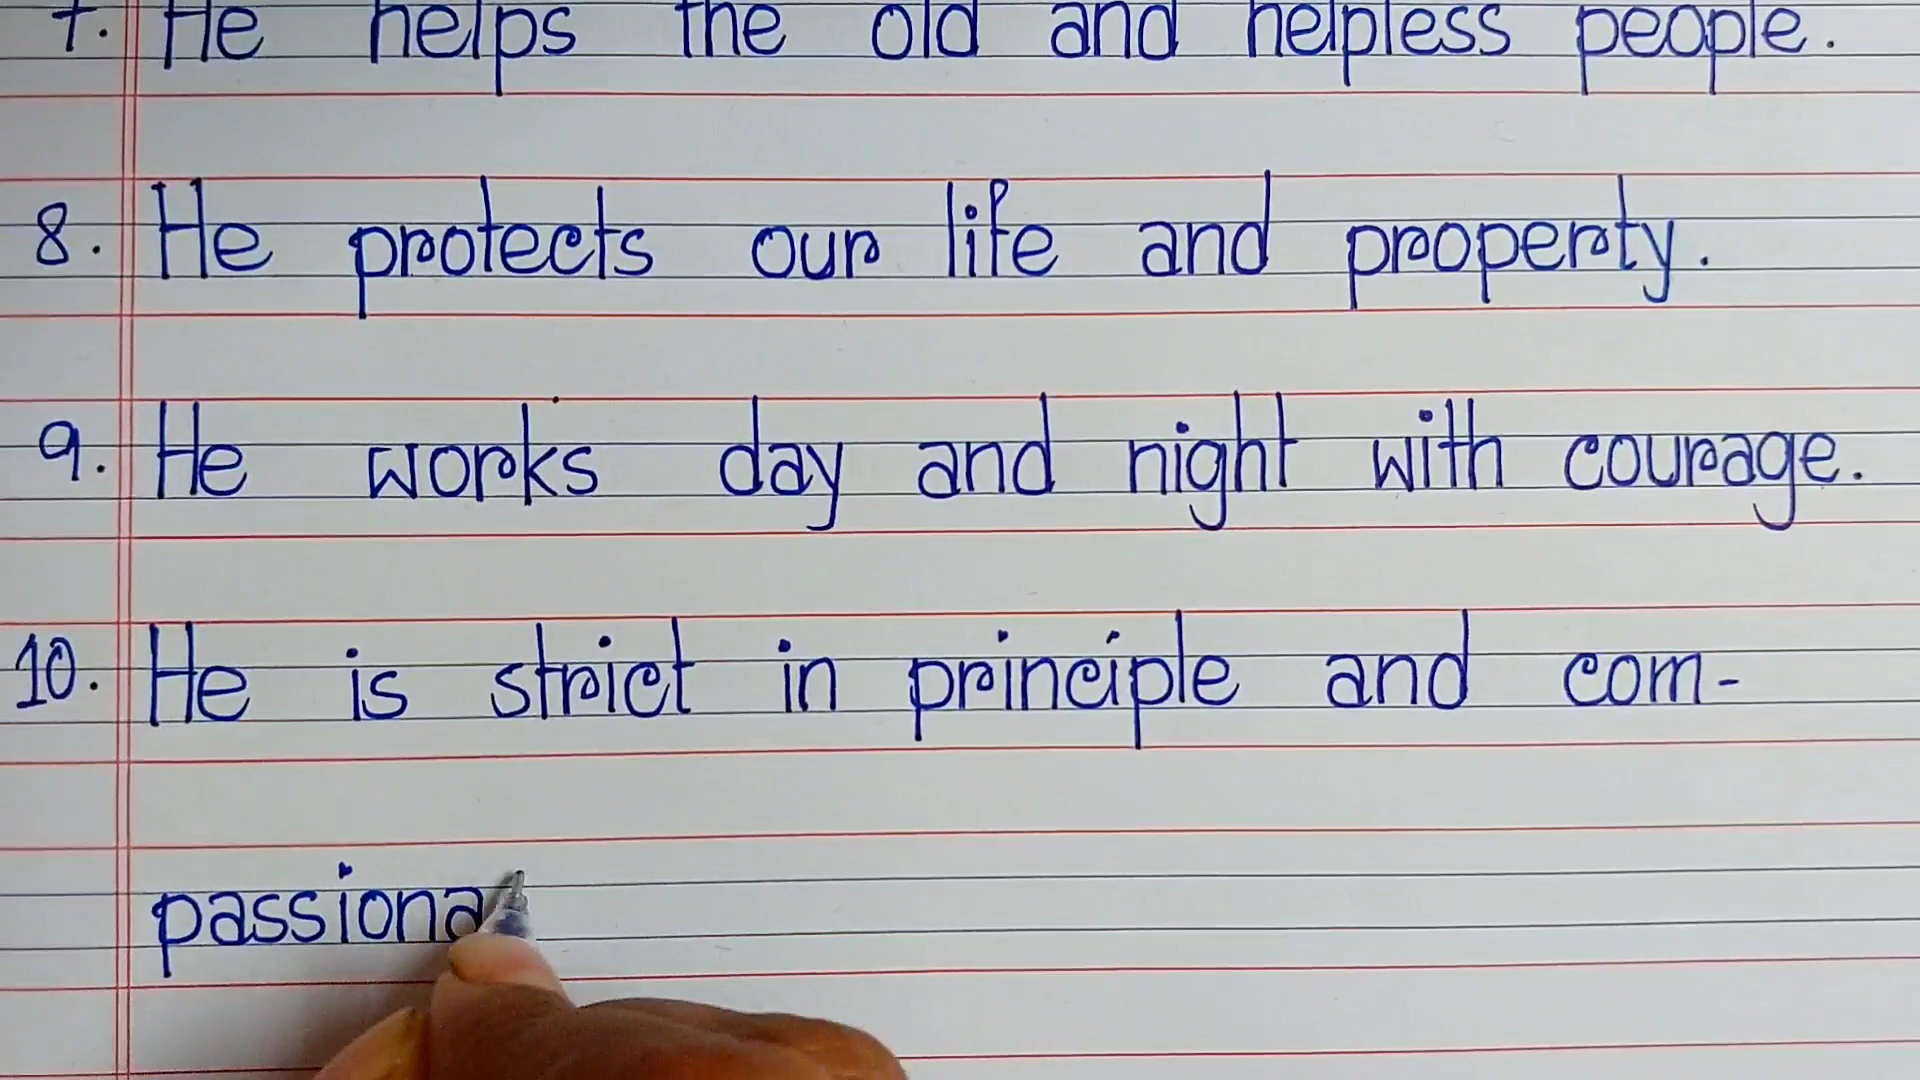 7. He helps the old and helpless people.
8. He protects our life and property.
9. He works day and night with courage.
10. He is strict in principle and com-
passiona